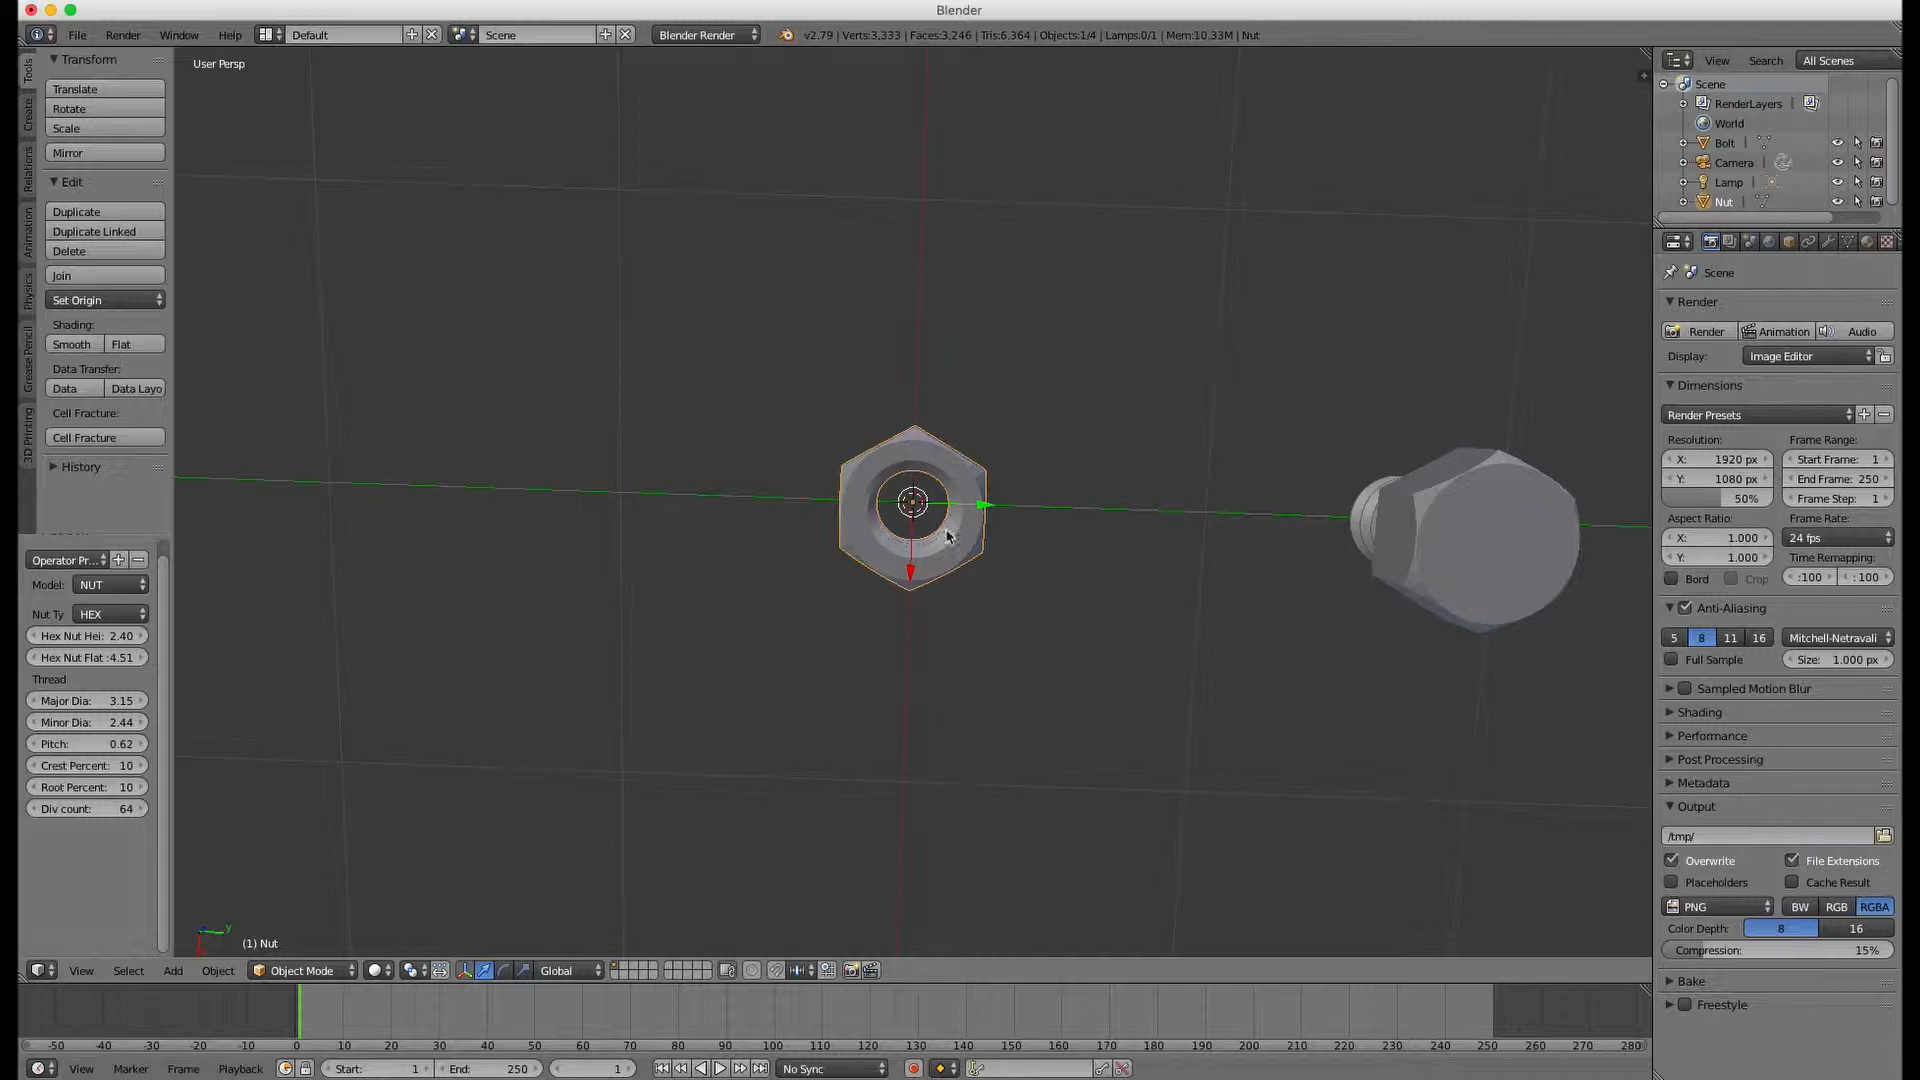 Blender
File Render Window Help Default Scene Blender Render v2.79 | Verts:3,333 | Faces:3,246 | Tris:6,364 | Objects:1/4 | Lamps:0/1 | Mem:10.33M | Nut
Tools
Create
Relations
Animation
Physics
Grease Pencil
3D Printing
Transform
Translate
Rotate
Scale
Mirror
Edit
Duplicate
Duplicate Linked
Delete
Join
Set Origin
Shading:
Smooth Flat
Data Transfer:
Data Data Layo
Cell Fracture:
Cell Fracture
History
Operator Pr...
Model: NUT
Nut Ty HEX
Hex Nut Hei: 2.40
Hex Nut Flat :4.51
Thread
Major Dia: 3.15
Minor Dia: 2.44
Pitch: 0.62
Crest Percent: 10
Root Percent: 10
Div count: 64
User Persp
y
(1) Nut
View Search All Scenes
Scene
RenderLayers
World
Bolt
Camera
Lamp
Nut
Scene
Render
Render Animation Audio
Display: Image Editor
Dimensions
Render Presets
Resolution: Frame Range:
X: 1920 px Start Frame: 1
Y: 1080 px End Frame: 250
50% Frame Step: 1
Aspect Ratio: Frame Rate:
X: 1.000 24 fps
Y: 1.000 Time Remapping:
Bord Crop :100 : 100
Anti-Aliasing
5 8 11 16 Mitchell-Netravali
Full Sample Size: 1.000 px
Sampled Motion Blur
Shading
Performance
Post Processing
Metadata
Output
/tmp/
Overwrite File Extensions
Placeholders Cache Result
PNG BW RGB RGBA
Color Depth: 8 16
Compression: 15%
Bake
Freestyle
View Select Add Object Object Mode Global
-50 -40 -30 -20 -10 0 10 20 30 40 50 60 70 80 90 100 110 120 130 140 150 160 170 180 190 200 210 220 230 240 250 260 270 280
View Marker Frame Playback Start: 1 End: 250 1 No Sync